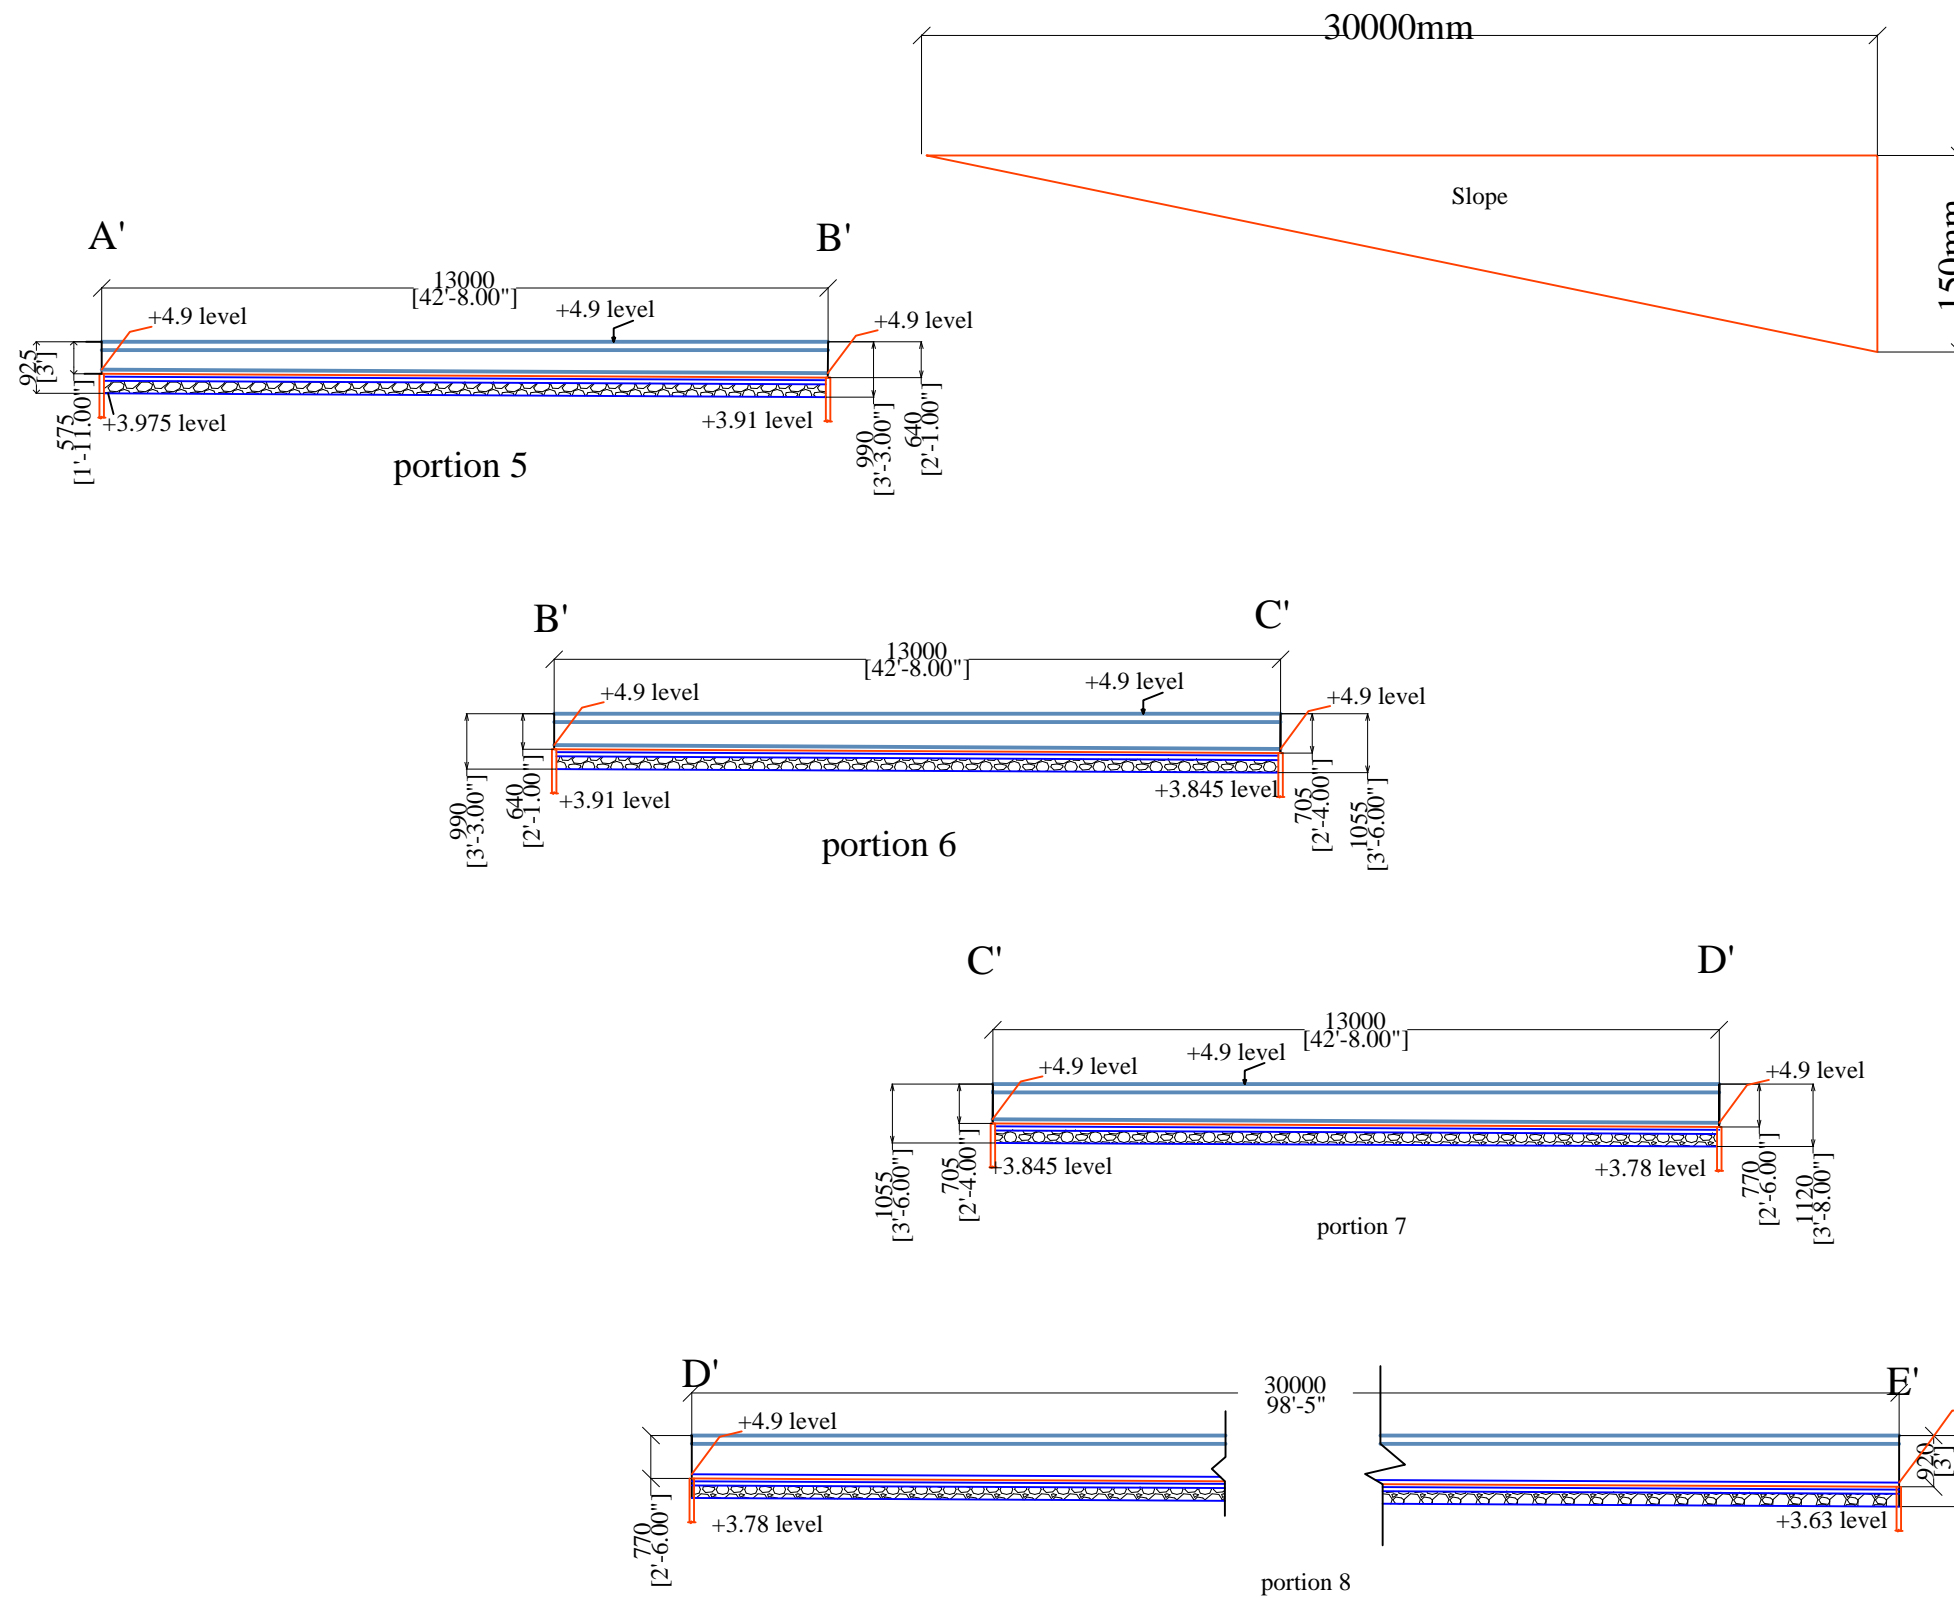 30000mm
Slope
150mm
A'
B'
13000
[42'-8.00"]
+4.9 level
+4.9 level
+4.9 level
925
[3']
575
[1'-11.00"]
+3.975 level
+3.91 level
990
[3'-3.00"]
640
[2'-1.00"]
portion 5
B'
C'
13000
[42'-8.00"]
+4.9 level
+4.9 level
+4.9 level
990
[3'-3.00"]
640
[2'-1.00"]
+3.91 level
+3.845 level
705
[2'-4.00"]
1055
[3'-6.00"]
portion 6
C'
D'
13000
[42'-8.00"]
+4.9 level
+4.9 level
+4.9 level
1055
[3'-6.00"]
705
[2'-4.00"]
+3.845 level
+3.78 level
770
[2'-6.00"]
1120
[3'-8.00"]
portion 7
D'
E'
30000
98'-5"
+4.9 level
920
[3']
770
[2'-6.00"]
+3.78 level
+3.63 level
portion 8